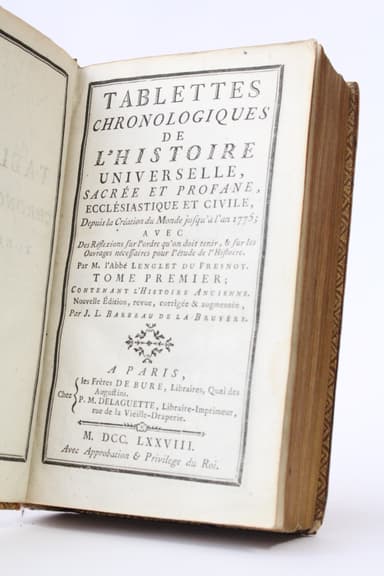 TABLETTES
CHRONOLOGIQUES
DE
L'HISTOIRE
UNIVERSELLE,
SACRÉE ET PROFANE,
ECCLÉSIASTIQUE ET CIVILE,
Depuis la Création du Monde jusqu'à l'an 1775;
AVEC
Des Réflexions sur l'ordre qu'on doit tenir, & sur les
Ouvrages nécessaires pour l'étude de l'Histoire.
Par M. l'Abbé LENGLET DU FRESNOY.
TOME PREMIER;
CONTENANT L'HISTOIRE ANCIENNE.
Nouvelle Édition, revue, corrigée & augmentée,
Par J. L. BARBEAU DE LA BRUYERE.
A PARIS,
Chez
les Frères DE BURE, Libraires, Quai des
Augustins.
P. M. DELAGUETTE, Libraire-Imprimeur,
rue de la Vieille-Draperie.
M. DCC. LXXVIII.
Avec Approbation & Privilege du Roi.